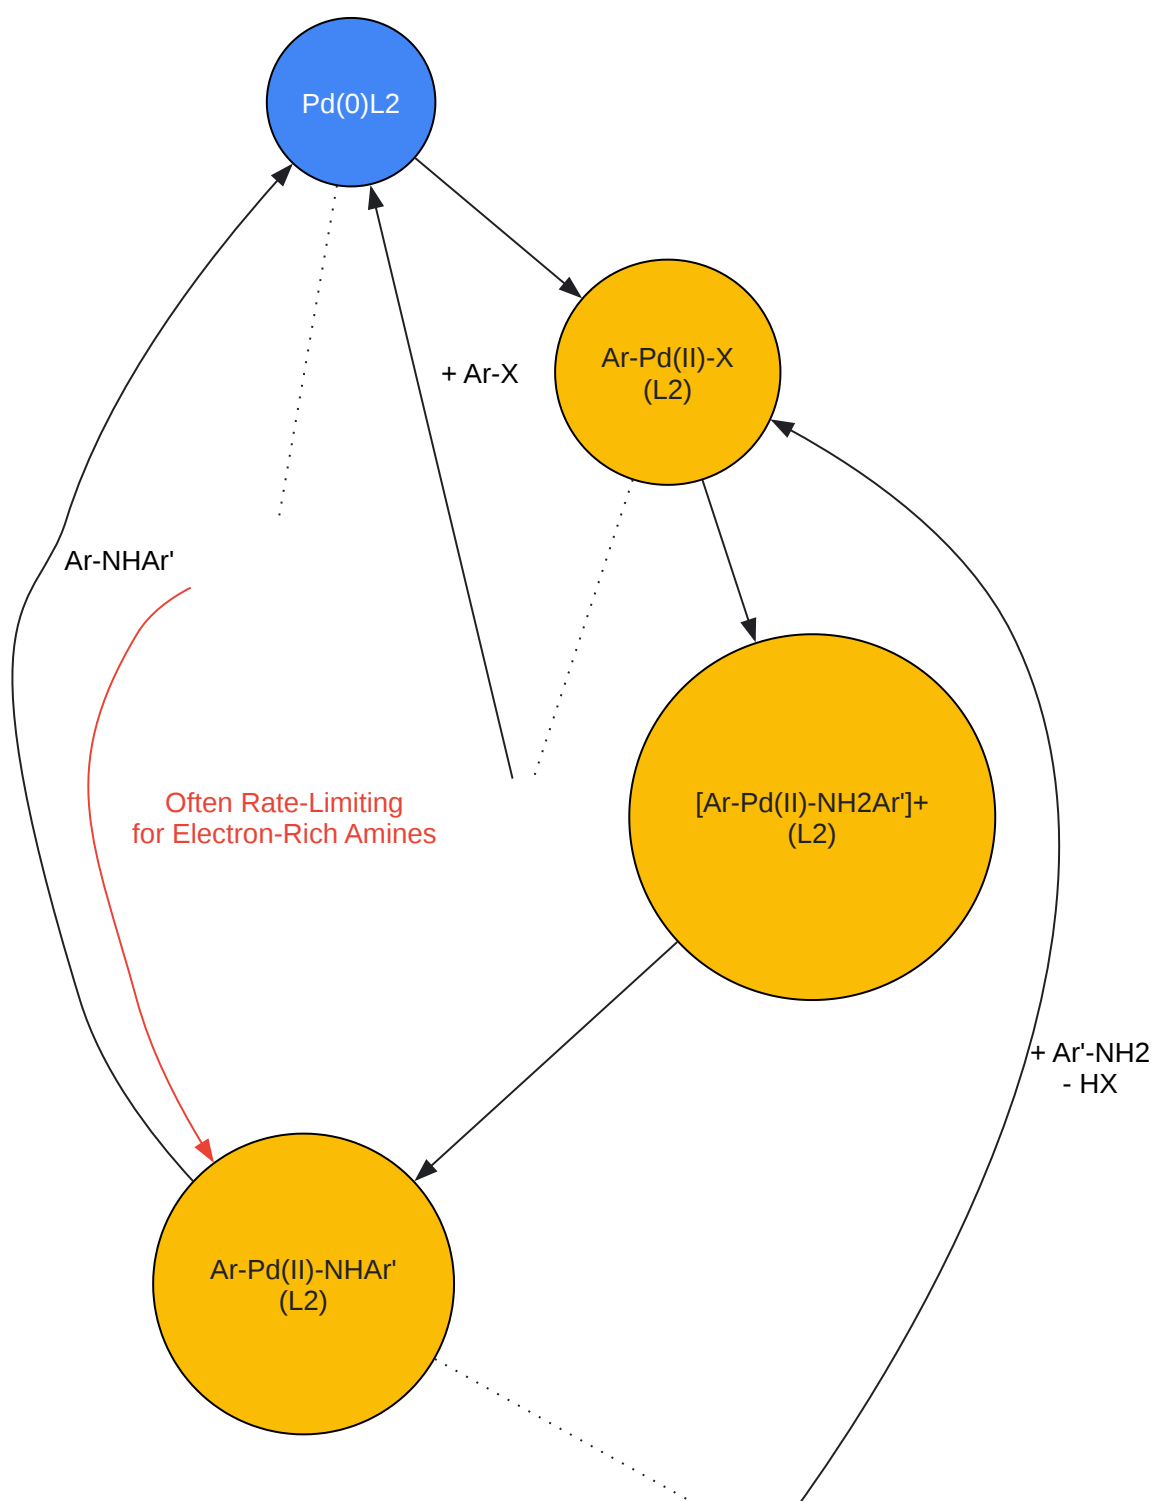 Pd(0)L2
Ar-Pd(II)-X
(L2)
+ Ar-X
Ar-NHAr'
Often Rate-Limiting
for Electron-Rich Amines
[Ar-Pd(II)-NH2Ar']+
(L2)
+ Ar'-NH2
- HX
Ar-Pd(II)-NHAr'
(L2)